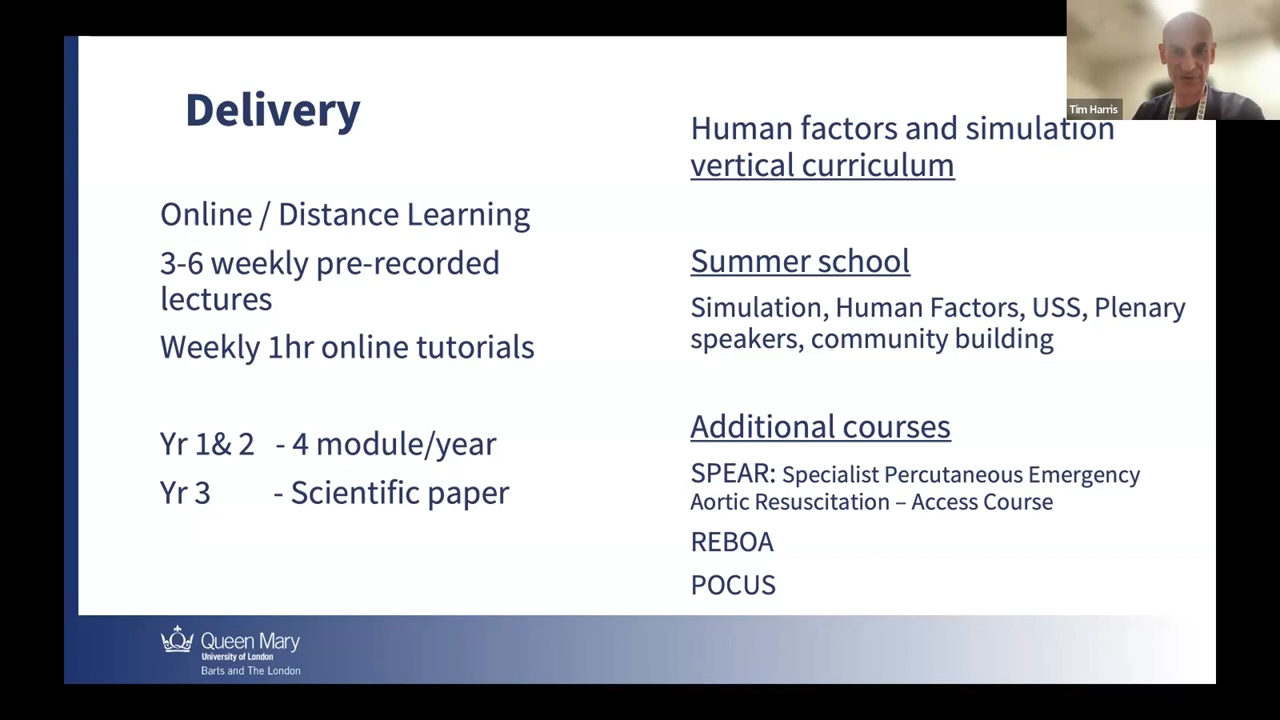 Delivery
Online / Distance Learning
3-6 weekly pre-recorded
lectures
Weekly 1hr online tutorials
Yr 1& 2 - 4 module/year
Yr 3 - Scientific paper
Human factors and simulation
vertical curriculum
Summer school
Simulation, Human Factors, USS, Plenary
speakers, community building
Additional courses
SPEAR: Specialist Percutaneous Emergency
Aortic Resuscitation – Access Course
REBOA
POCUS
Tim Harris
Queen Mary
University of London
Barts and The London